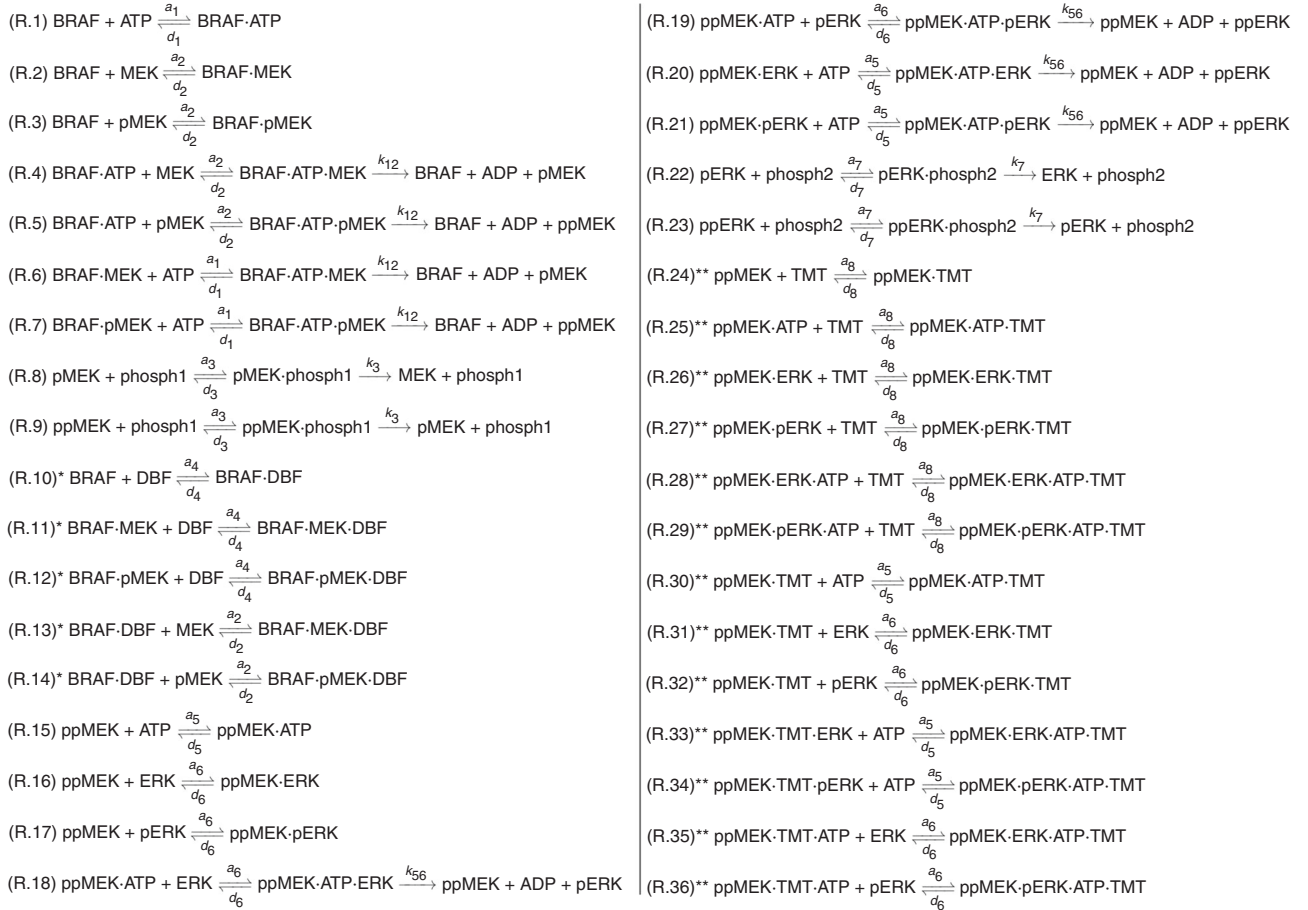 (R.1) BRAF + ATP ⇌ a1 d1 BRAF·ATP
(R.2) BRAF + MEK ⇌ a2 d2 BRAF·MEK
(R.3) BRAF + pMEK ⇌ a2 d2 BRAF·pMEK
(R.4) BRAF·ATP + MEK ⇌ a2 d2 BRAF·ATP·MEK → k12 BRAF + ADP + pMEK
(R.5) BRAF·ATP + pMEK ⇌ a2 d2 BRAF·ATP·pMEK → k12 BRAF + ADP + ppMEK
(R.6) BRAF·MEK + ATP ⇌ a1 d1 BRAF·ATP·MEK → k12 BRAF + ADP + pMEK
(R.7) BRAF·pMEK + ATP ⇌ a1 d1 BRAF·ATP·pMEK → k12 BRAF + ADP + ppMEK
(R.8) pMEK + phosph1 ⇌ a3 d3 pMEK·phosph1 → k3 MEK + phosph1
(R.9) ppMEK + phosph1 ⇌ a3 d3 ppMEK·phosph1 → k3 pMEK + phosph1
(R.10)* BRAF + DBF ⇌ a4 d4 BRAF·DBF
(R.11)* BRAF·MEK + DBF ⇌ a4 d4 BRAF·MEK·DBF
(R.12)* BRAF·pMEK + DBF ⇌ a4 d4 BRAF·pMEK·DBF
(R.13)* BRAF·DBF + MEK ⇌ a2 d2 BRAF·MEK·DBF
(R.14)* BRAF·DBF + pMEK ⇌ a2 d2 BRAF·pMEK·DBF
(R.15) ppMEK + ATP ⇌ a5 d5 ppMEK·ATP
(R.16) ppMEK + ERK ⇌ a6 d6 ppMEK·ERK
(R.17) ppMEK + pERK ⇌ a6 d6 ppMEK·pERK
(R.18) ppMEK·ATP + ERK ⇌ a6 d6 ppMEK·ATP·ERK → k56 ppMEK + ADP + pERK
(R.19) ppMEK·ATP + pERK ⇌ a6 d6 ppMEK·ATP·pERK → k56 ppMEK + ADP + ppERK
(R.20) ppMEK·ERK + ATP ⇌ a5 d5 ppMEK·ATP·ERK → k56 ppMEK + ADP + ppERK
(R.21) ppMEK·pERK + ATP ⇌ a5 d5 ppMEK·ATP·pERK → k56 ppMEK + ADP + ppERK
(R.22) pERK + phosph2 ⇌ a7 d7 pERK·phosph2 → k7 ERK + phosph2
(R.23) ppERK + phosph2 ⇌ a7 d7 ppERK·phosph2 → k7 pERK + phosph2
(R.24)** ppMEK + TMT ⇌ a8 d8 ppMEK·TMT
(R.25)** ppMEK·ATP + TMT ⇌ a8 d8 ppMEK·ATP·TMT
(R.26)** ppMEK·ERK + TMT ⇌ a8 d8 ppMEK·ERK·TMT
(R.27)** ppMEK·pERK + TMT ⇌ a8 d8 ppMEK·pERK·TMT
(R.28)** ppMEK·ERK·ATP + TMT ⇌ a8 d8 ppMEK·ERK·ATP·TMT
(R.29)** ppMEK·pERK·ATP + TMT ⇌ a8 d8 ppMEK·pERK·ATP·TMT
(R.30)** ppMEK·TMT + ATP ⇌ a5 d5 ppMEK·ATP·TMT
(R.31)** ppMEK·TMT + ERK ⇌ a6 d6 ppMEK·ERK·TMT
(R.32)** ppMEK·TMT + pERK ⇌ a6 d6 ppMEK·pERK·TMT
(R.33)** ppMEK·TMT·ERK + ATP ⇌ a5 d5 ppMEK·ERK·ATP·TMT
(R.34)** ppMEK·TMT·pERK + ATP ⇌ a5 d5 ppMEK·pERK·ATP·TMT
(R.35)** ppMEK·TMT·ATP + ERK ⇌ a6 d6 ppMEK·ERK·ATP·TMT
(R.36)** ppMEK·TMT·ATP + pERK ⇌ a6 d6 ppMEK·pERK·ATP·TMT